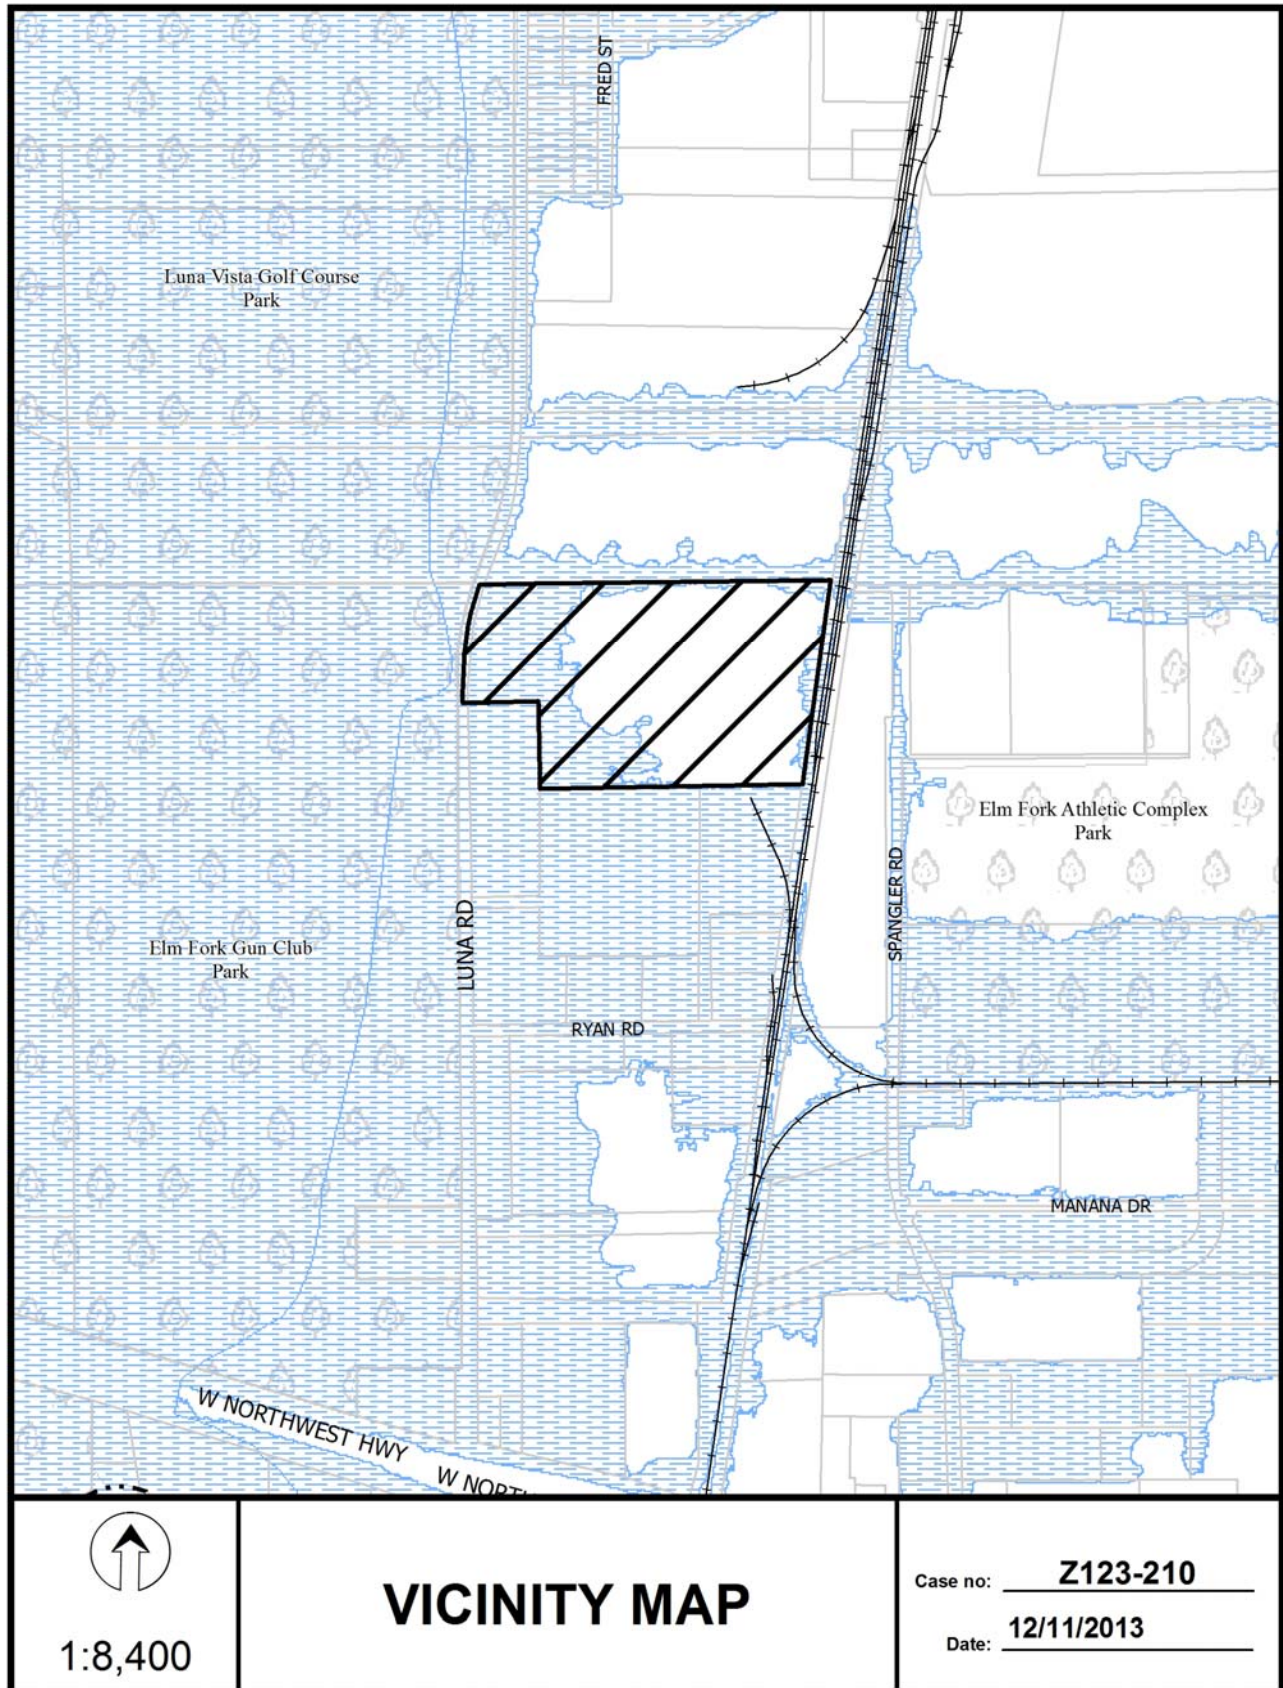 FRED ST
Luna Vista Golf Course
Park
Elm Fork Athletic Complex
Park
SPANGLER RD
LUNA RD
Elm Fork Gun Club
Park
RYAN RD
MANANA DR
W NORTHWEST HWY
W NORT
VICINITY MAP
1:8,400
Case no: Z123-210
Date: 12/11/2013